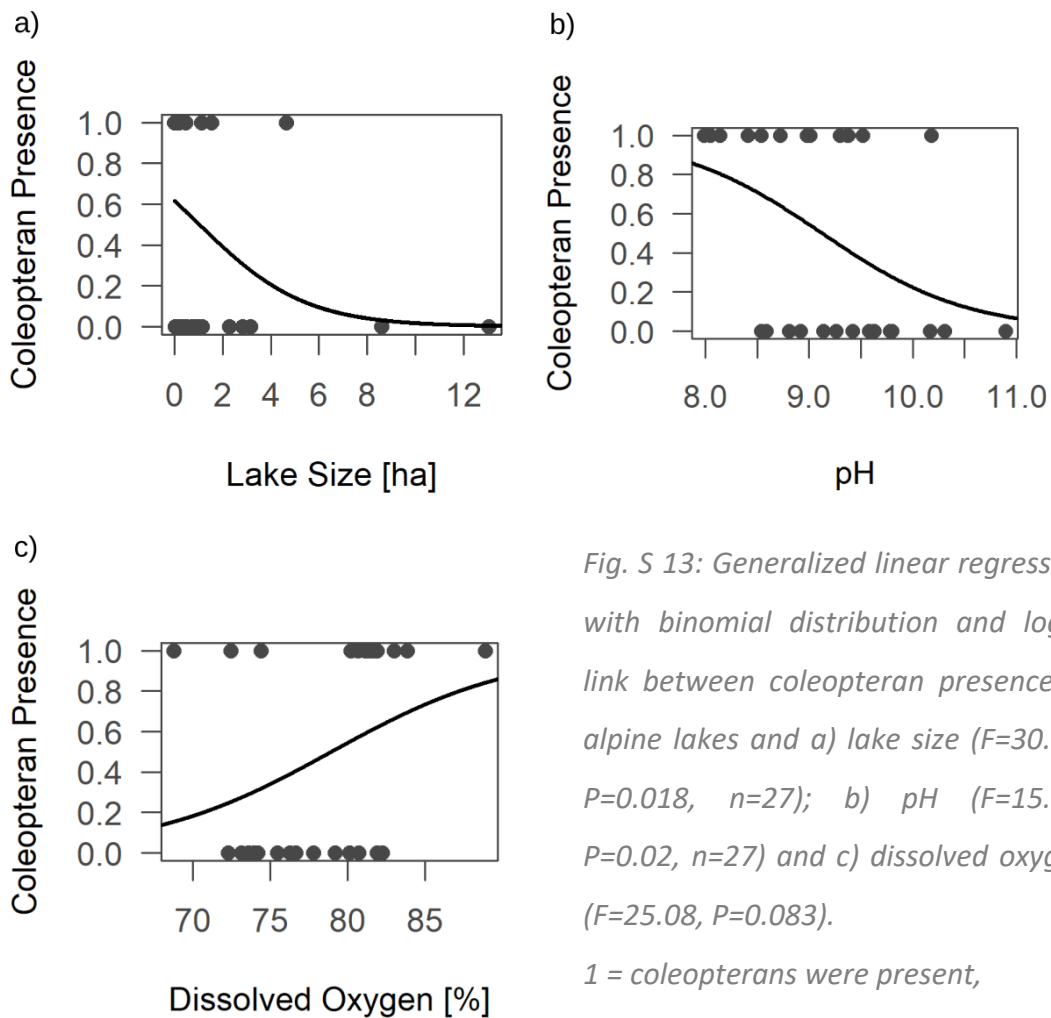 a)
Coleopteran Presence
1.0
0.8
0.6
0.4
0.2
0.0
0 2 4 6 8 12
Lake Size [ha]
b)
Coleopteran Presence
1.0
0.8
0.6
0.4
0.2
0.0
8.0 9.0 10.0 11.0
pH
c)
Coleopteran Presence
1.0
0.8
0.6
0.4
0.2
0.0
70 75 80 85
Dissolved Oxygen [%]
Fig. S 13: Generalized linear regress
with binomial distribution and log
link between coleopteran presence
alpine lakes and a) lake size (F=30.
P=0.018, n=27); b) pH (F=15.
P=0.02, n=27) and c) dissolved oxyg
(F=25.08, P=0.083).
1 = coleopterans were present,